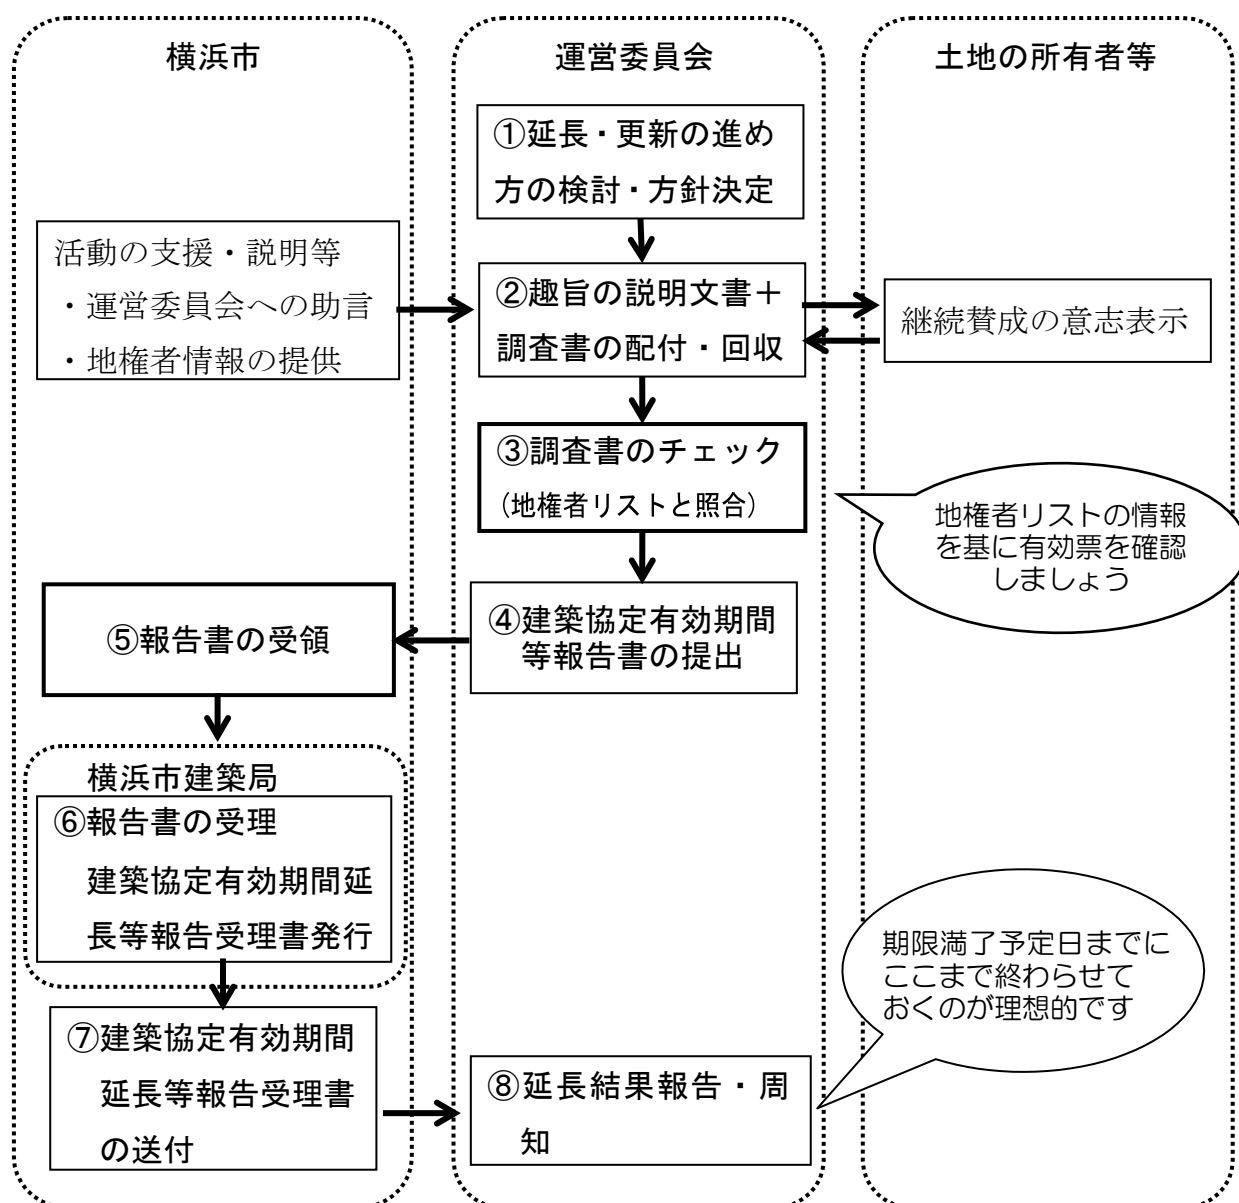 横浜市
運営委員会
土地の所有者等
①延長・更新の進め
方の検討・方針決定
活動の支援・説明等
・運営委員会への助言
・地権者情報の提供
②趣旨の説明文書＋
調査書の配付・回収
継続賛成の意志表示
③調査書のチェック
（地権者リストと照合）
地権者リストの情報
を基に有効票を確認
しましょう
④建築協定有効期間
等報告書の提出
⑤報告書の受領
横浜市建築局
⑥報告書の受理
建築協定有効期間延
長等報告受理書発行
期限満了予定日までに
ここまで終わらせて
おくのが理想的です
⑦建築協定有効期間
延長等報告受理書
の送付
⑧延長結果報告・周
知